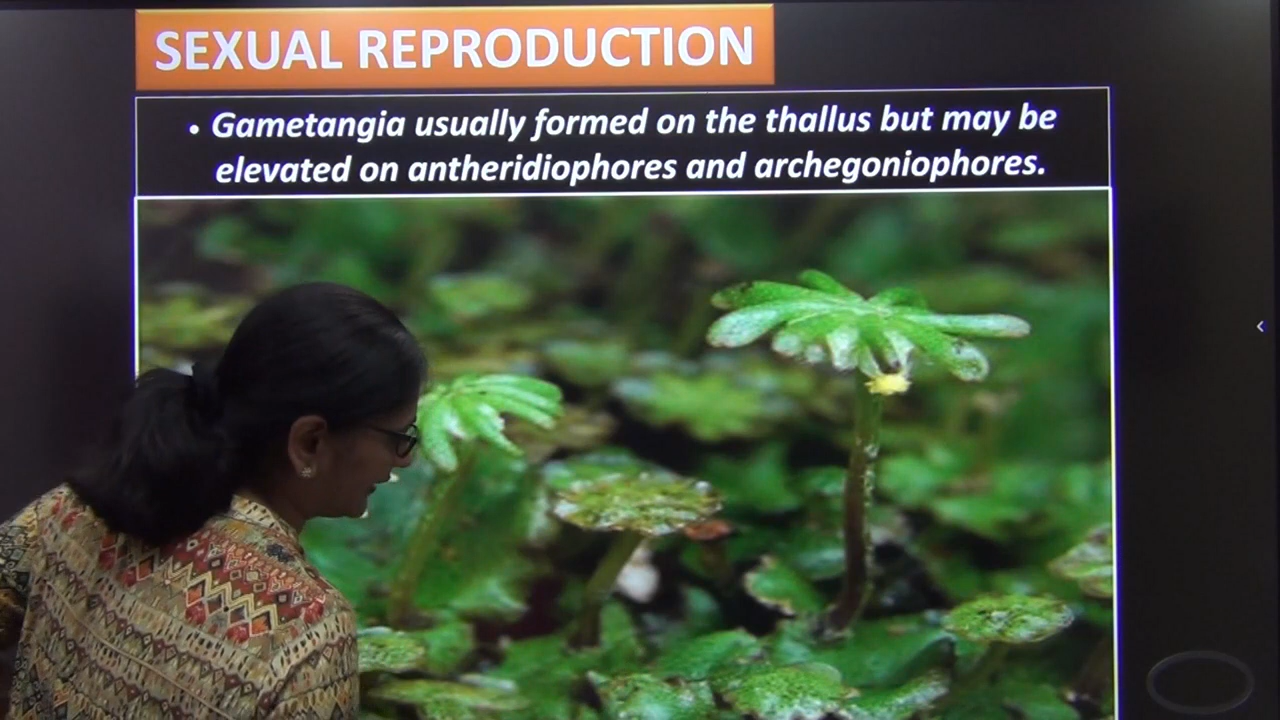 SEXUAL REPRODUCTION
• Gametangia usually formed on the thallus but may be
elevated on antheridiophores and archegoniophores.